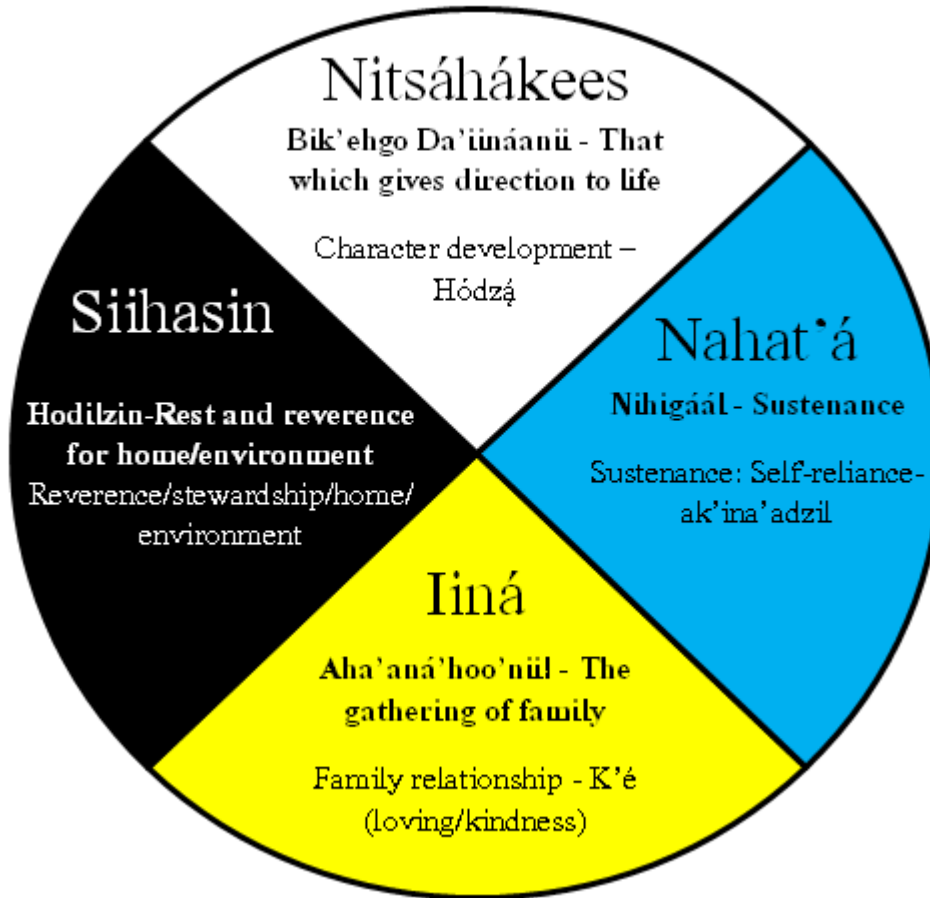 Nitsáhákees
Bik’ehgo Da’iináanii - That
which gives direction to life
Character development –
Hódzą́
Nahat’á
Nihigáál - Sustenance
Sustenance: Self-reliance-
ak’ina’adzil
Iiná
Aha’aná’hoo’niil - The
gathering of family
Family relationship - K’é
(loving/kindness)
Siihasin
Hodilzin-Rest and reverence
for home/environment
Reverence/stewardship/home/
environment